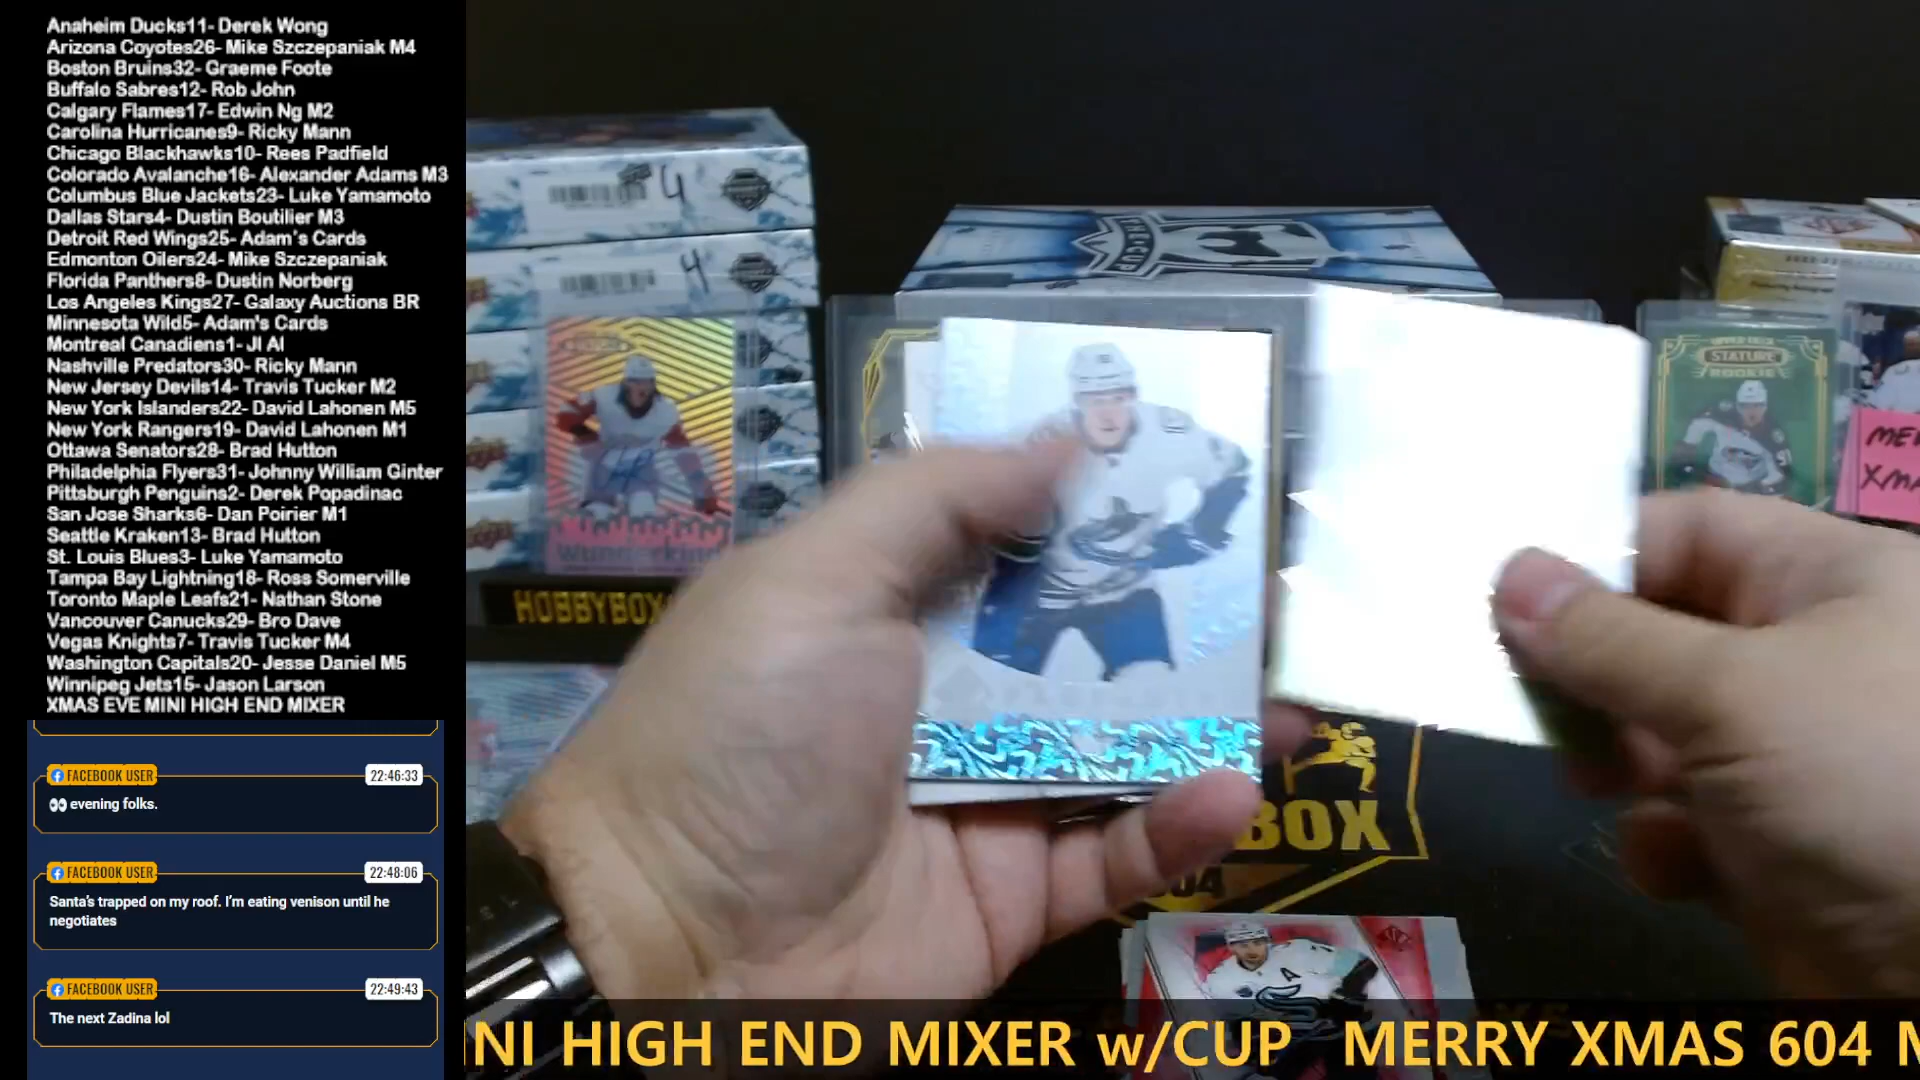 Anaheim Ducks11- Derek Wong
Arizona Coyotes26- Mike Szczepaniak M4
Boston Bruins32- Graeme Foote
Buffalo Sabres12- Rob John
Calgary Flames17- Edwin Ng M2
Carolina Hurricanes9- Ricky Mann
Chicago Blackhawks10- Rees Padfield
Colorado Avalanche16- Alexander Adams M3
Columbus Blue Jackets23- Luke Yamamoto
Dallas Stars4- Dustin Boutilier M3
Detroit Red Wings25- Adam's Cards
Edmonton Oilers24- Mike Szczepaniak
Florida Panthers8- Dustin Norberg
Los Angeles Kings27- Galaxy Auctions BR
Minnesota Wild5- Adam's Cards
Montreal Canadiens1- JI AI
Nashville Predators30- Ricky Mann
New Jersey Devils14- Travis Tucker M2
New York Islanders22- David Lahonen M5
New York Rangers19- David Lahonen M1
Ottawa Senators28- Brad Hutton
Philadelphia Flyers31- Johnny William Ginter
Pittsburgh Penguins2- Derek Popadinac
San Jose Sharks6- Dan Poirier M1
Seattle Kraken13- Brad Hutton
St. Louis Blues3- Luke Yamamoto
Tampa Bay Lightning18- Ross Somerville
Toronto Maple Leafs21- Nathan Stone
Vancouver Canucks29- Bro Dave
Vegas Knights7- Travis Tucker M4
Washington Capitals20- Jesse Daniel M5
Winnipeg Jets15- Jason Larson
XMAS EVE MINI HIGH END MIXER
FACEBOOK USER 22:46:33
👀 evening folks.
FACEBOOK USER 22:48:06
Santa's trapped on my roof. I'm eating venison until he
negotiates
FACEBOOK USER 22:49:43
The next Zadina lol
4
4
THE CUP
Wunderkind
HOBBYBOX
UPPER DECK
STATURE
ROOKIE
BOX
604
A
NI HIGH END MIXER w/CUP MERRY XMAS 604 M